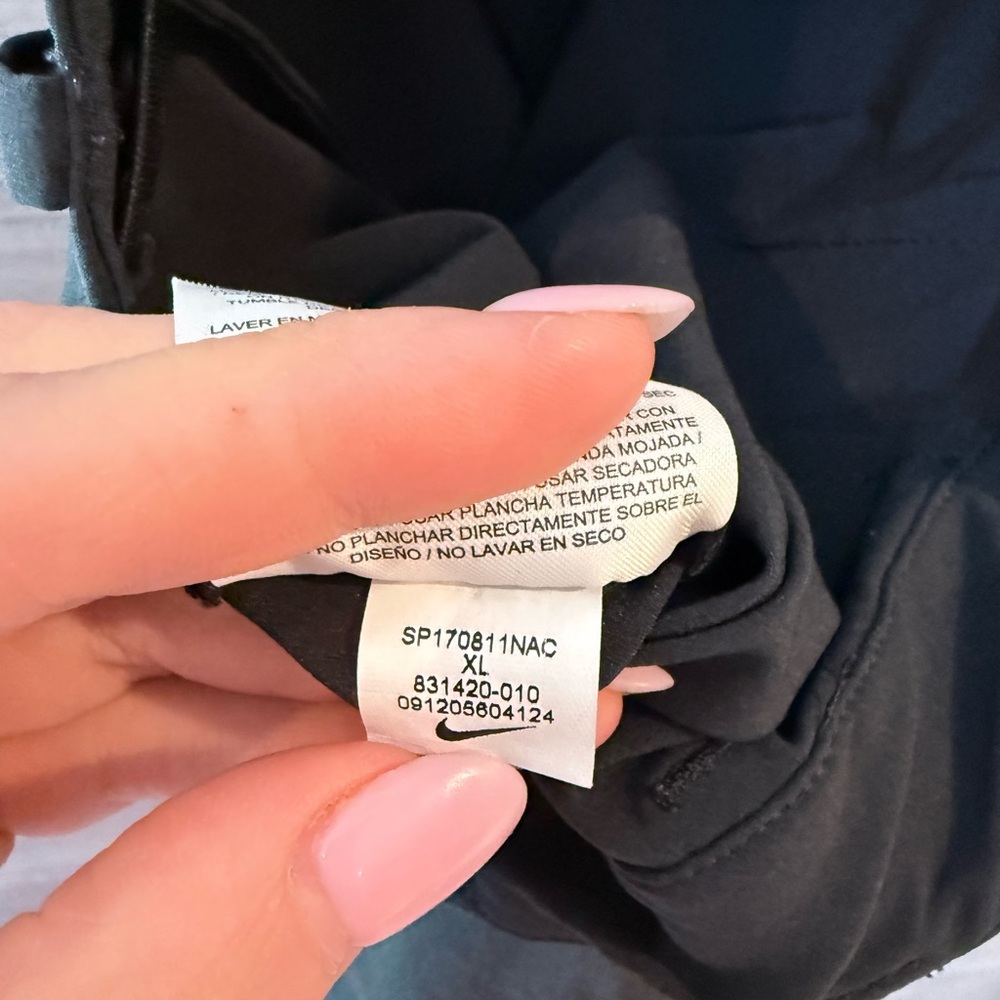 TUMBLE
LAVER EN
SEC
CON
NDA MOJADA /
USAR SECADORA
USAR PLANCHA TEMPERATURA
NO PLANCHAR DIRECTAMENTE SOBRE EL
DISEÑO / NO LAVAR EN SECO
SP170811NAC
XL
831420-010
091205604124